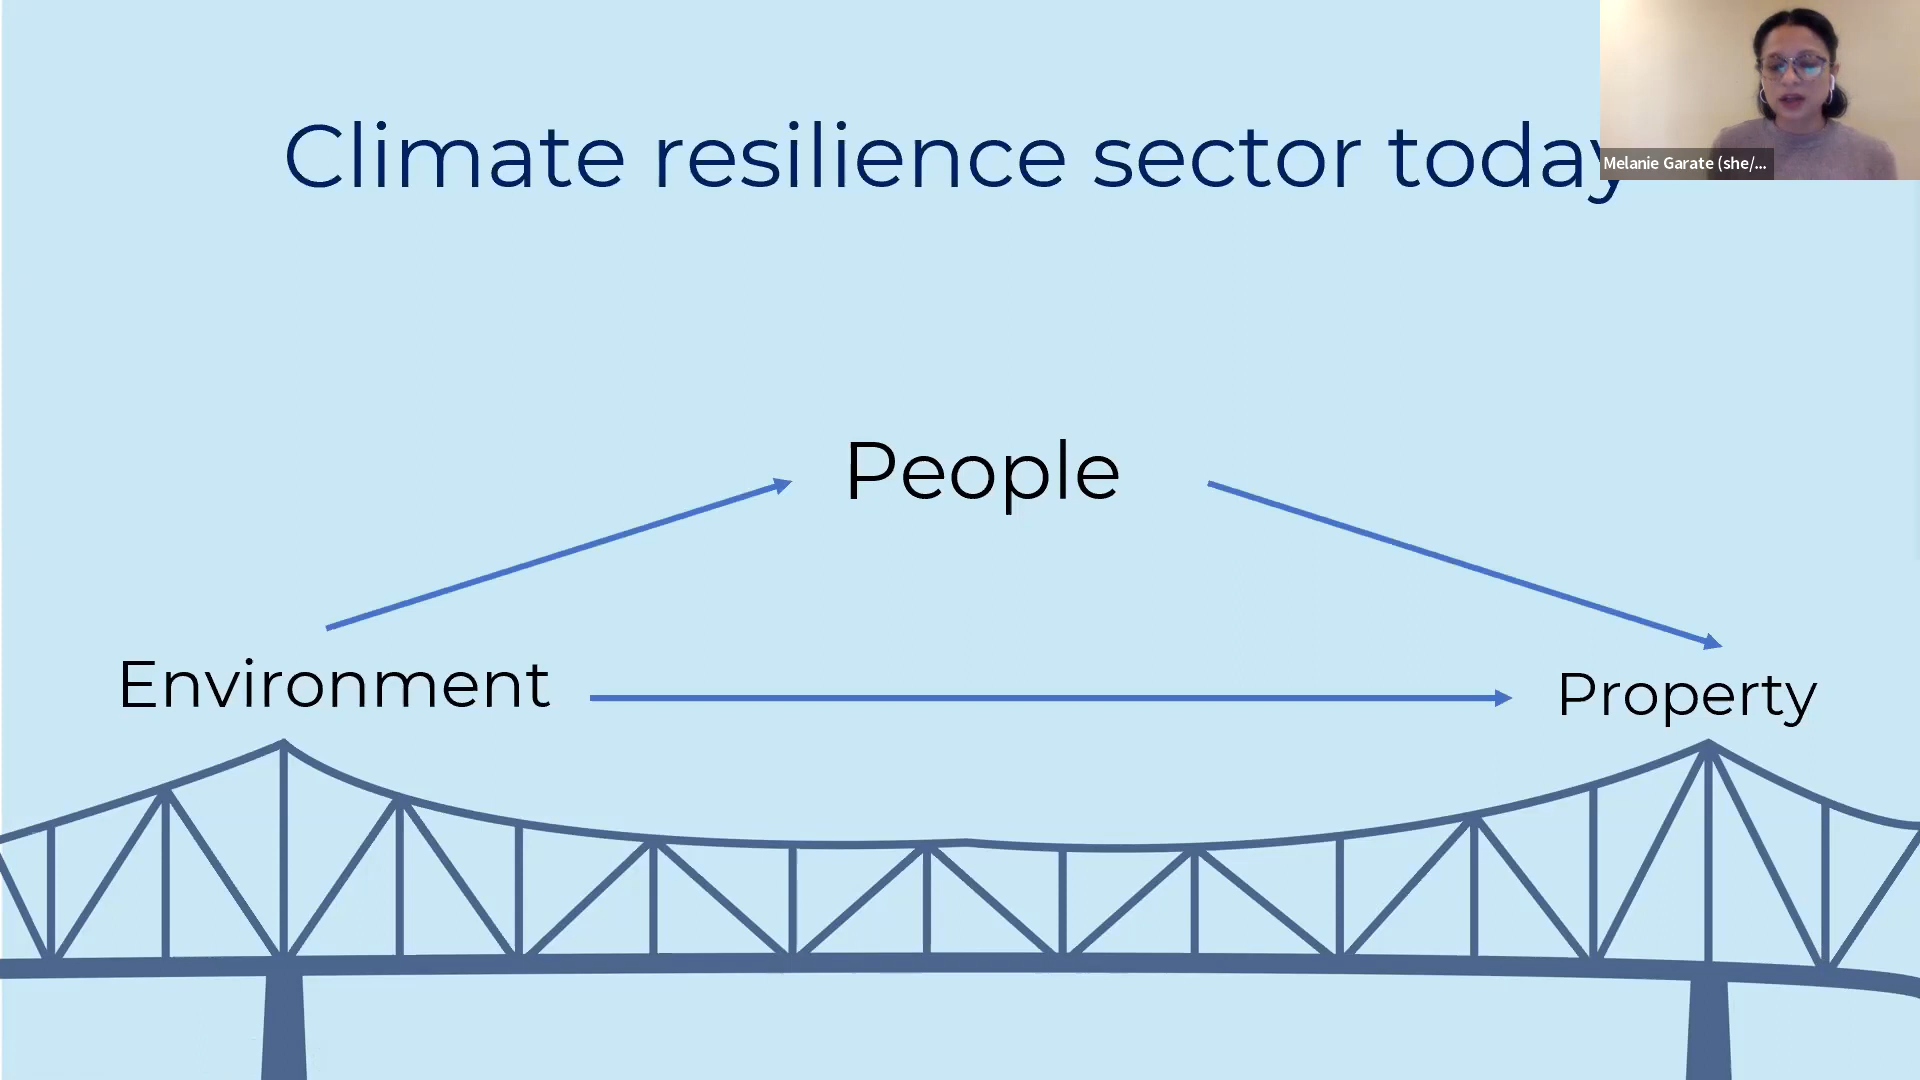 Climate resilience sector today
Melanie Garate (she/...
People
Environment
Property